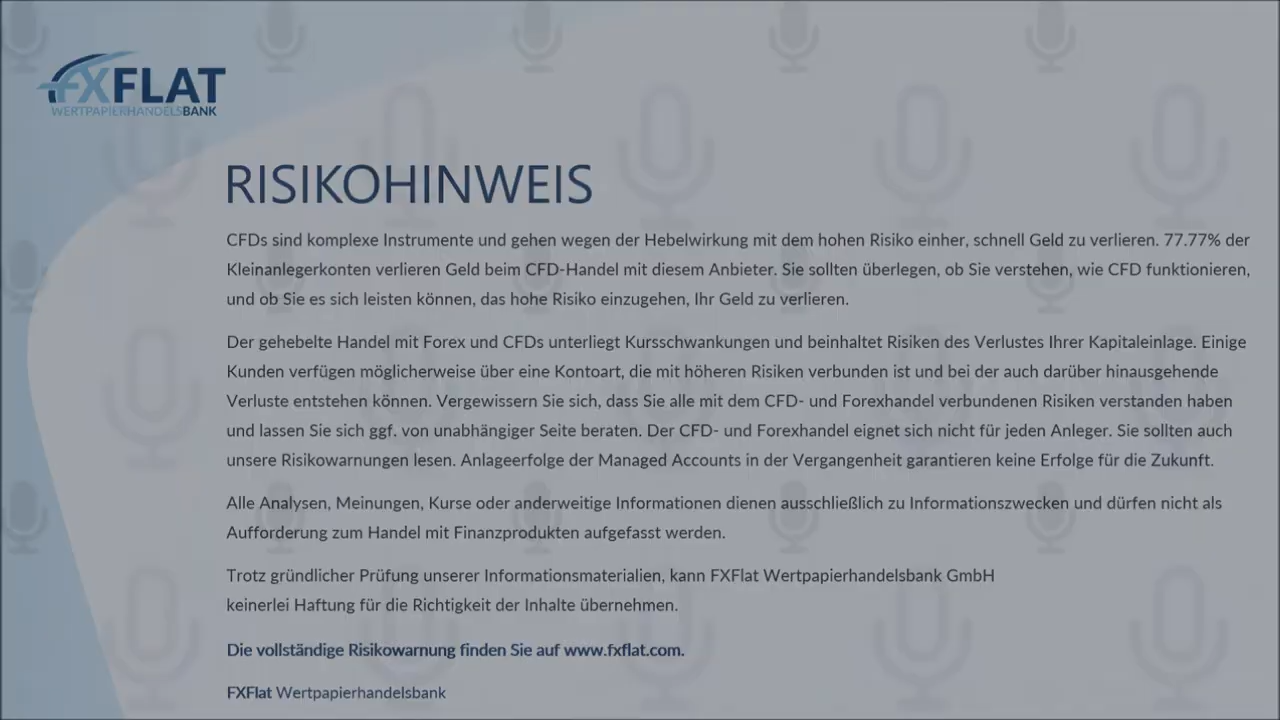 FXFLAT
WERTPAPIERHANDELSBANK
RISIKOHINWEIS
CFDs sind komplexe Instrumente und gehen wegen der Hebelwirkung mit dem hohen Risiko einher, schnell Geld zu verlieren. 77.77% der
Kleinanlegerkonten verlieren Geld beim CFD-Handel mit diesem Anbieter. Sie sollten überlegen, ob Sie verstehen, wie CFD funktionieren,
und ob Sie es sich leisten können, das hohe Risiko einzugehen, Ihr Geld zu verlieren.
Der gehebelte Handel mit Forex und CFDs unterliegt Kursschwankungen und beinhaltet Risiken des Verlustes Ihrer Kapitaleinlage. Einige
Kunden verfügen möglicherweise über eine Kontoart, die mit höheren Risiken verbunden ist und bei der auch darüber hinausgehende
Verluste entstehen können. Vergewissern Sie sich, dass Sie alle mit dem CFD- und Forexhandel verbundenen Risiken verstanden haben
und lassen Sie sich ggf. von unabhängiger Seite beraten. Der CFD- und Forexhandel eignet sich nicht für jeden Anleger. Sie sollten auch
unsere Risikowarnungen lesen. Anlageerfolge der Managed Accounts in der Vergangenheit garantieren keine Erfolge für die Zukunft.
Alle Analysen, Meinungen, Kurse oder anderweitige Informationen dienen ausschließlich zu Informationszwecken und dürfen nicht als
Aufforderung zum Handel mit Finanzprodukten aufgefasst werden.
Trotz gründlicher Prüfung unserer Informationsmaterialien, kann FXFlat Wertpapierhandelsbank GmbH
keinerlei Haftung für die Richtigkeit der Inhalte übernehmen.
Die vollständige Risikowarnung finden Sie auf www.fxflat.com.
FXFlat Wertpapierhandelsbank